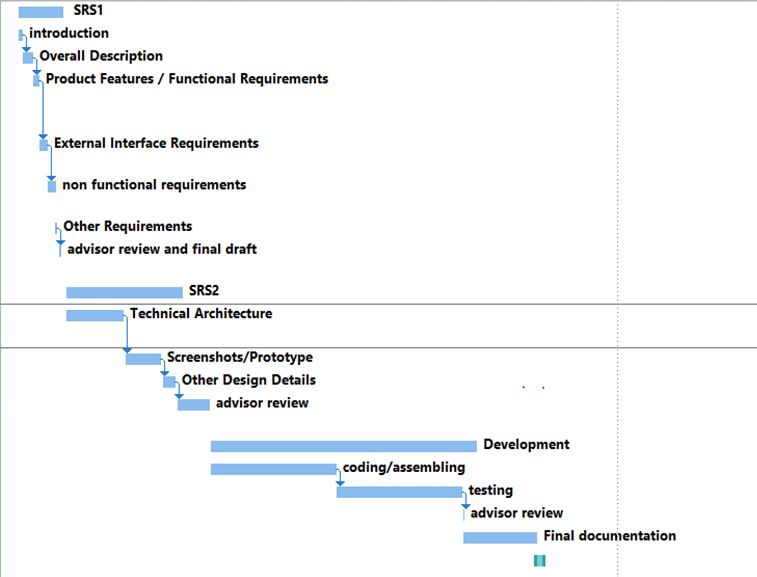 SRS1
introduction
Overall Description
Product Features / Functional Requirements
External Interface Requirements
non functional requirements
Other Requirements
advisor review and final draft
SRS2
Technical Architecture
Screenshots/Prototype
Other Design Details
advisor review
Development
coding/assembling
testing
advisor review
Final documentation